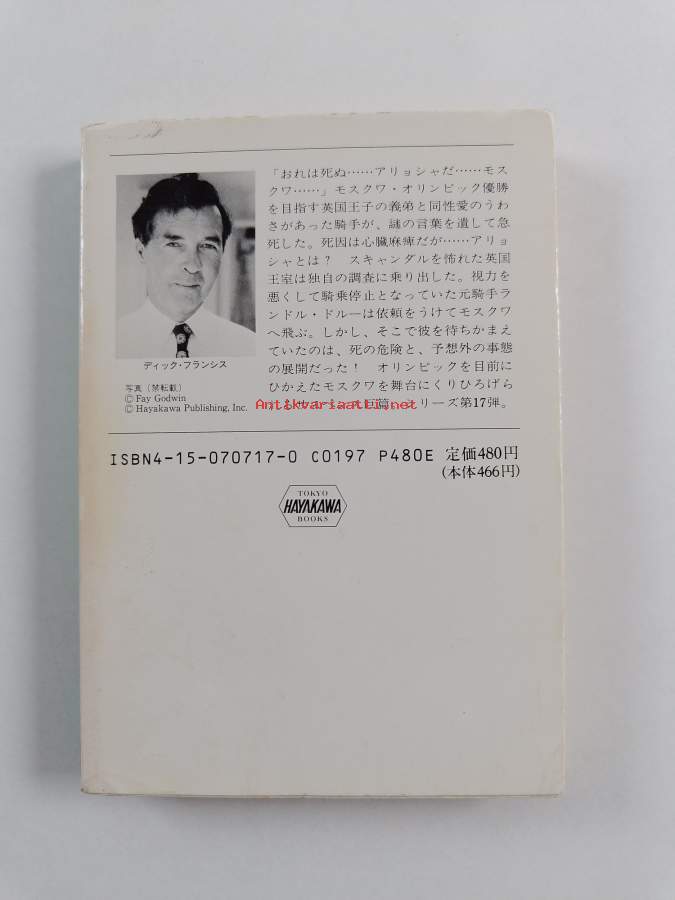 「おれは死ぬ……アリョシャだ……モス
クワ……」モスクワ・オリンピック優勝
を目指す英国王子の義弟と同性愛のうわ
さがあった騎手が、謎の言葉を遺して急
死した。死因は心臓麻痺だが……アリョ
シャとは？　スキャンダルを怖れた英国
王室は独自の調査に乗り出した。視力を
悪くして騎乗停止となっていた元騎手ラ
ンドル・ドルーは依頼をうけてモスクワ
へ飛ぶ。しかし、そこで彼を待ちかまえ
ていたのは、死の危険と、予想外の事態
の展開だった！　オリンピックを目前に
ひかえたモスクワを舞台にくりひろげら
巨篇。シリーズ第17弾。
Antikvariaatti.net
ディック・フランシス
写真（禁転載）
© Fay Godwin
© Hayakawa Publishing, Inc.
ISBN4-15-070717-0 C0197 P480E 定価480円
(本体466円)
TOKYO
HAYAKAWA
BOOKS